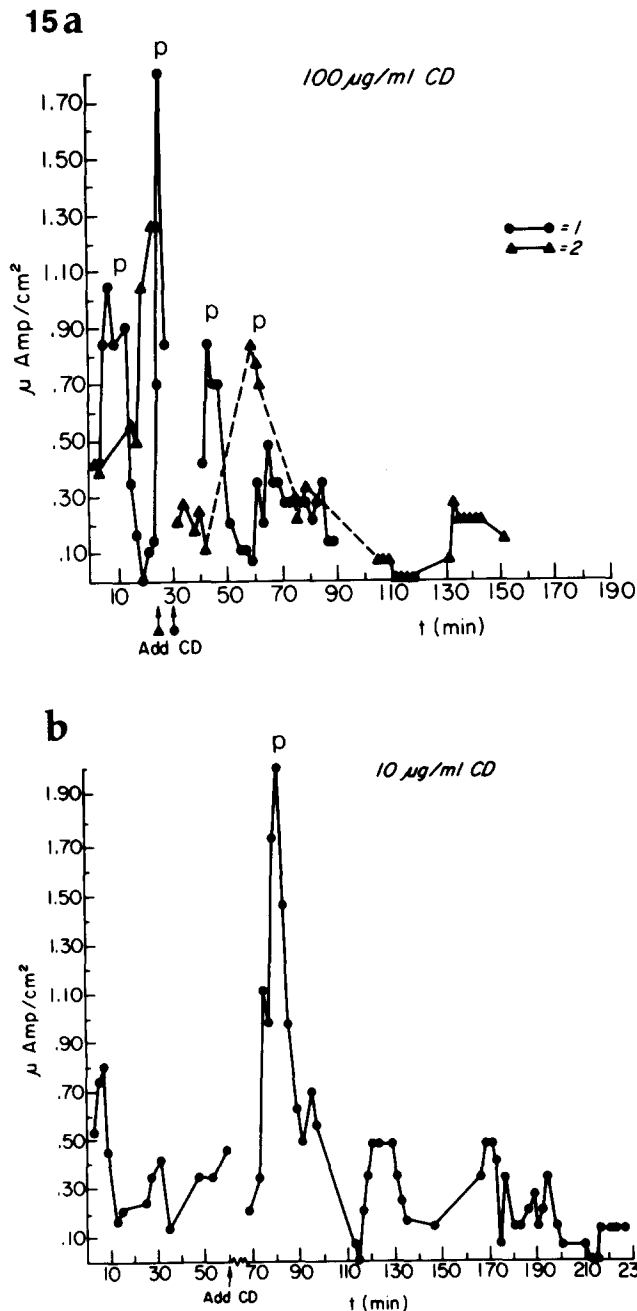 15a
100 µg/ml CD
p
p
p
p
1.70
1.50
1.30
1.10
.90
.70
.50
.30
.10
µ Amp/cm²
= 1
= 2
10 30 50 70 90 110 130 150 170 190
Add CD
t (min)
b
10 µg/ml CD
p
1.90
1.70
1.50
1.30
1.10
.90
.70
.50
.30
.10
µ Amp/cm²
10 30 50 70 90 110 130 150 170 190 210 23
Add CD
t (min)